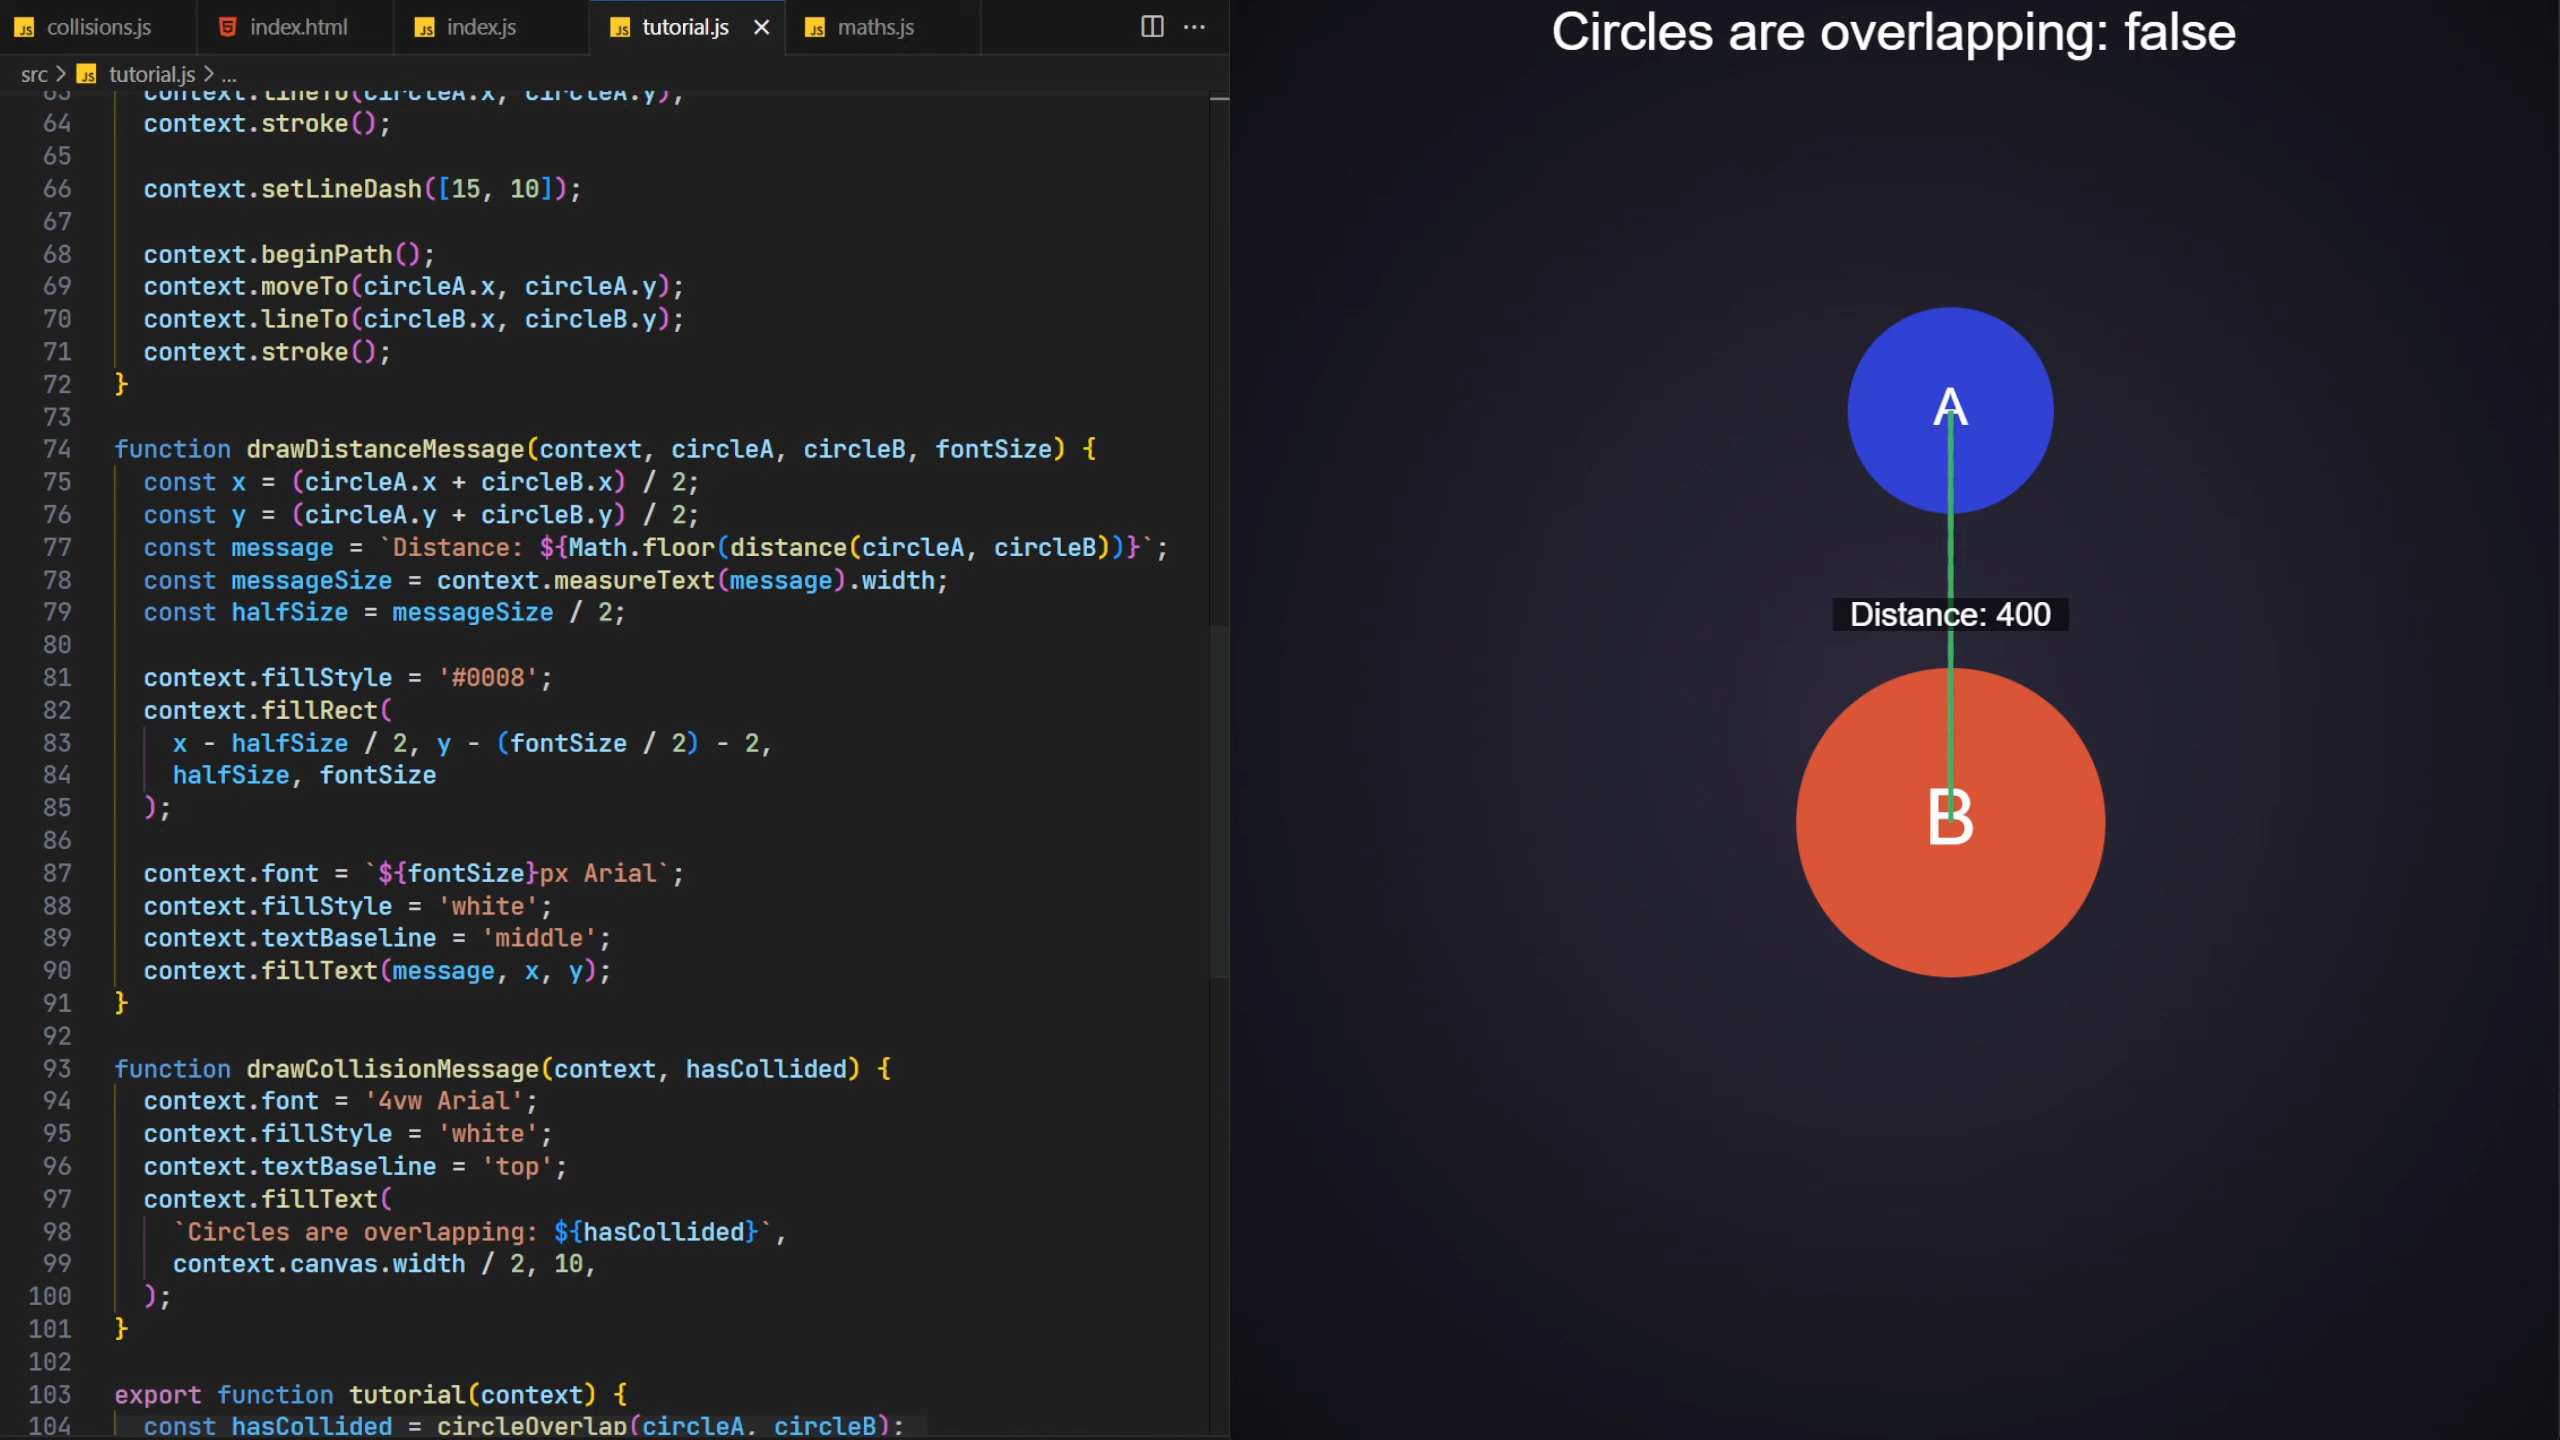 collisions.js index.html index.js tutorial.js maths.js
src > tutorial.js > ...
63 context.lineTo(circleA.x, circleA.y);
64 context.stroke();
65
66 context.setLineDash([15, 10]);
67
68 context.beginPath();
69 context.moveTo(circleA.x, circleA.y);
70 context.lineTo(circleB.x, circleB.y);
71 context.stroke();
72 }
73
74 function drawDistanceMessage(context, circleA, circleB, fontSize) {
75 const x = (circleA.x + circleB.x) / 2;
76 const y = (circleA.y + circleB.y) / 2;
77 const message = `Distance: ${Math.floor(distance(circleA, circleB))}`;
78 const messageSize = context.measureText(message).width;
79 const halfSize = messageSize / 2;
80
81 context.fillStyle = '#0008';
82 context.fillRect(
83 x - halfSize / 2, y - (fontSize / 2) - 2,
84 halfSize, fontSize
85 );
86
87 context.font = `${fontSize}px Arial`;
88 context.fillStyle = 'white';
89 context.textBaseline = 'middle';
90 context.fillText(message, x, y);
91 }
92
93 function drawCollisionMessage(context, hasCollided) {
94 context.font = '4vw Arial';
95 context.fillStyle = 'white';
96 context.textBaseline = 'top';
97 context.fillText(
98 `Circles are overlapping: ${hasCollided}`,
99 context.canvas.width / 2, 10,
100 );
101 }
102
103 export function tutorial(context) {
104 const hasCollided = circleOverlap(circleA, circleB);
Circles are overlapping: false
A
Distance: 400
B